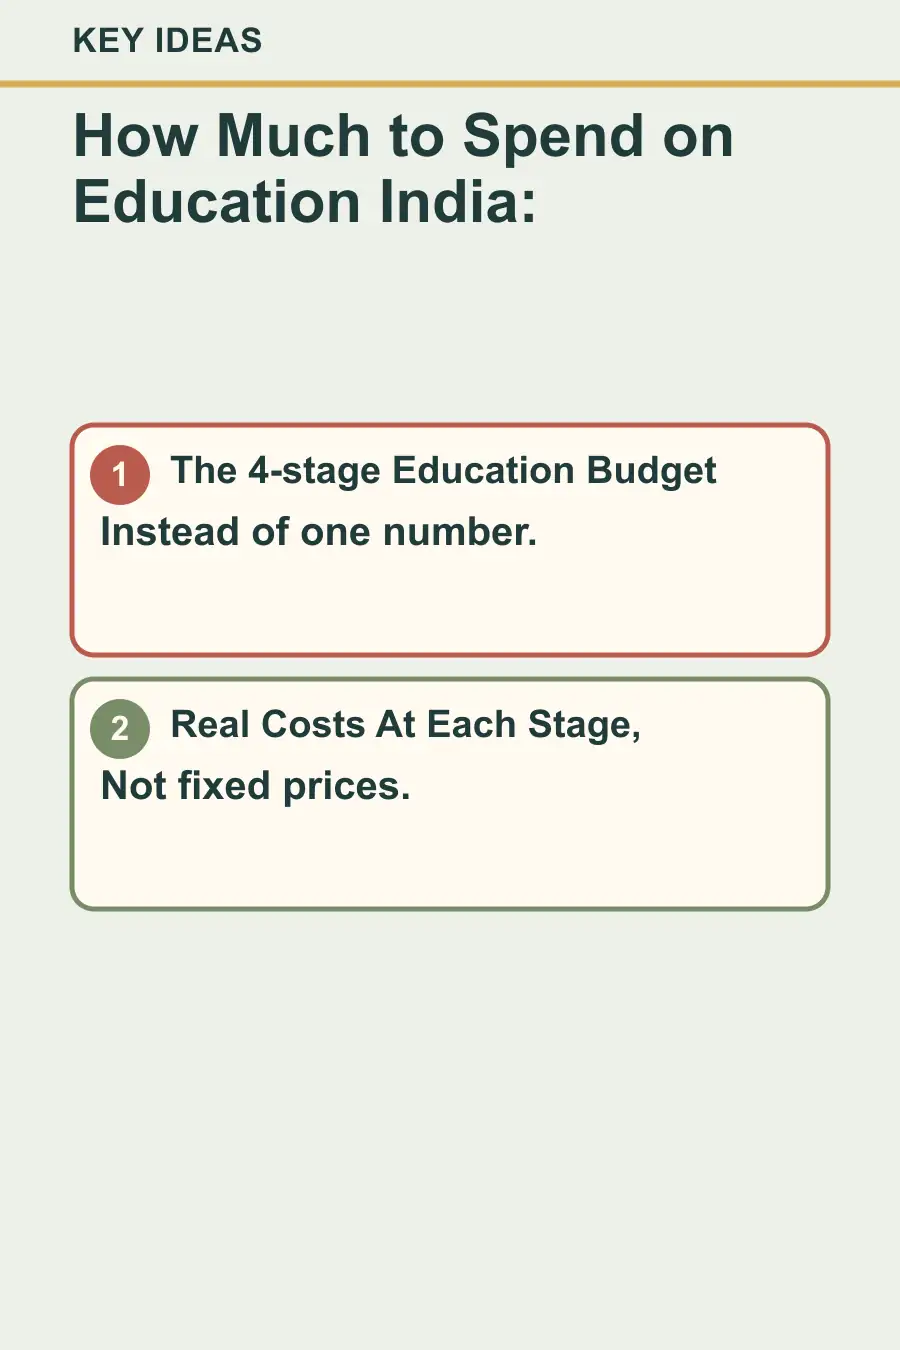 KEY IDEAS
How Much to Spend on
Education India:
1 The 4-stage Education Budget
Instead of one number.
2 Real Costs At Each Stage,
Not fixed prices.